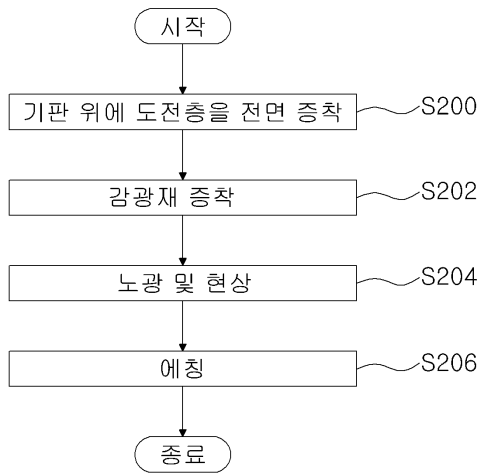 시작
기판 위에 도전층을 전면 증착 S200
감광재 증착 S202
노광 및 현상 S204
에칭 S206
종료